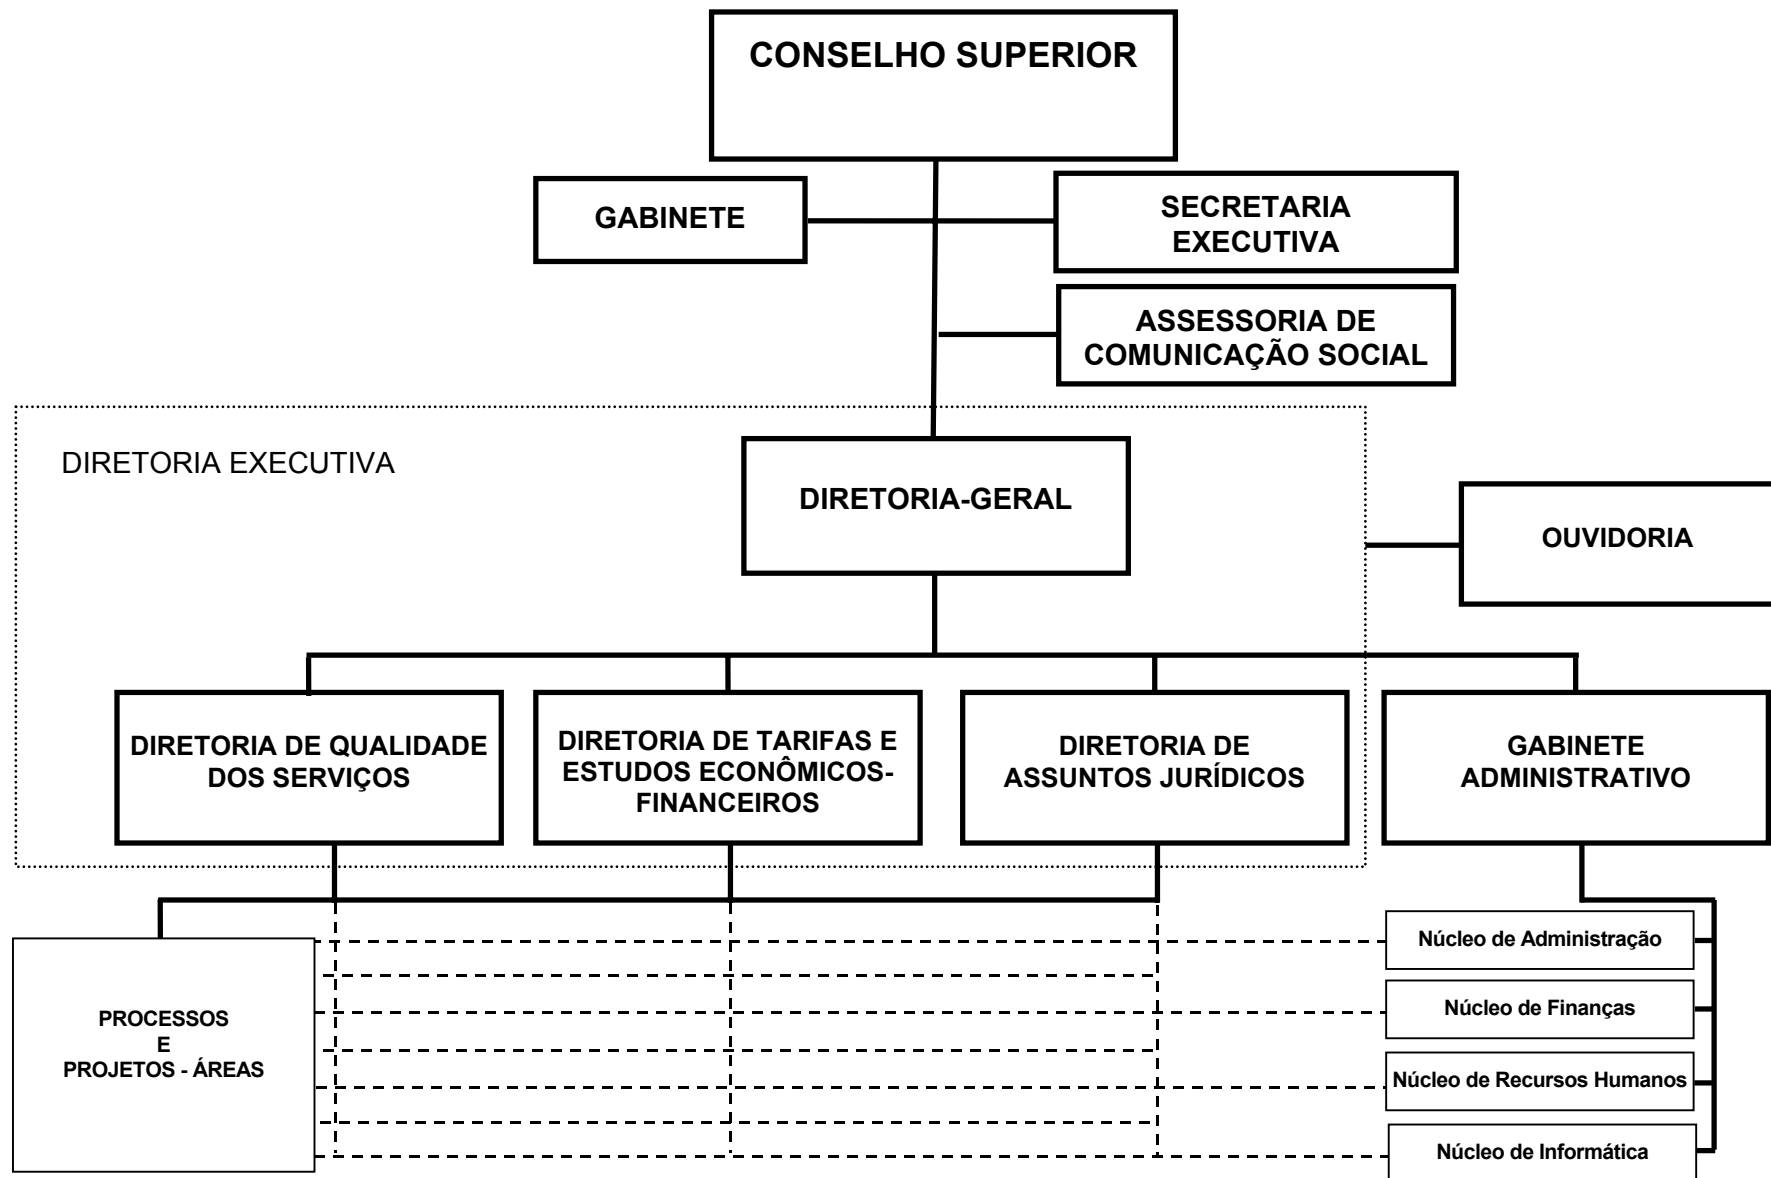 CONSELHO SUPERIOR
GABINETE
SECRETARIA
EXECUTIVA
ASSESSORIA DE
COMUNICAÇÃO SOCIAL
DIRETORIA EXECUTIVA
DIRETORIA-GERAL
OUVIDORIA
DIRETORIA DE QUALIDADE
DOS SERVIÇOS
DIRETORIA DE TARIFAS E
ESTUDOS ECONÔMICOS-
FINANCEIROS
DIRETORIA DE
ASSUNTOS JURÍDICOS
GABINETE
ADMINISTRATIVO
PROCESSOS
E
PROJETOS - ÁREAS
Núcleo de Administração
Núcleo de Finanças
Núcleo de Recursos Humanos
Núcleo de Informática